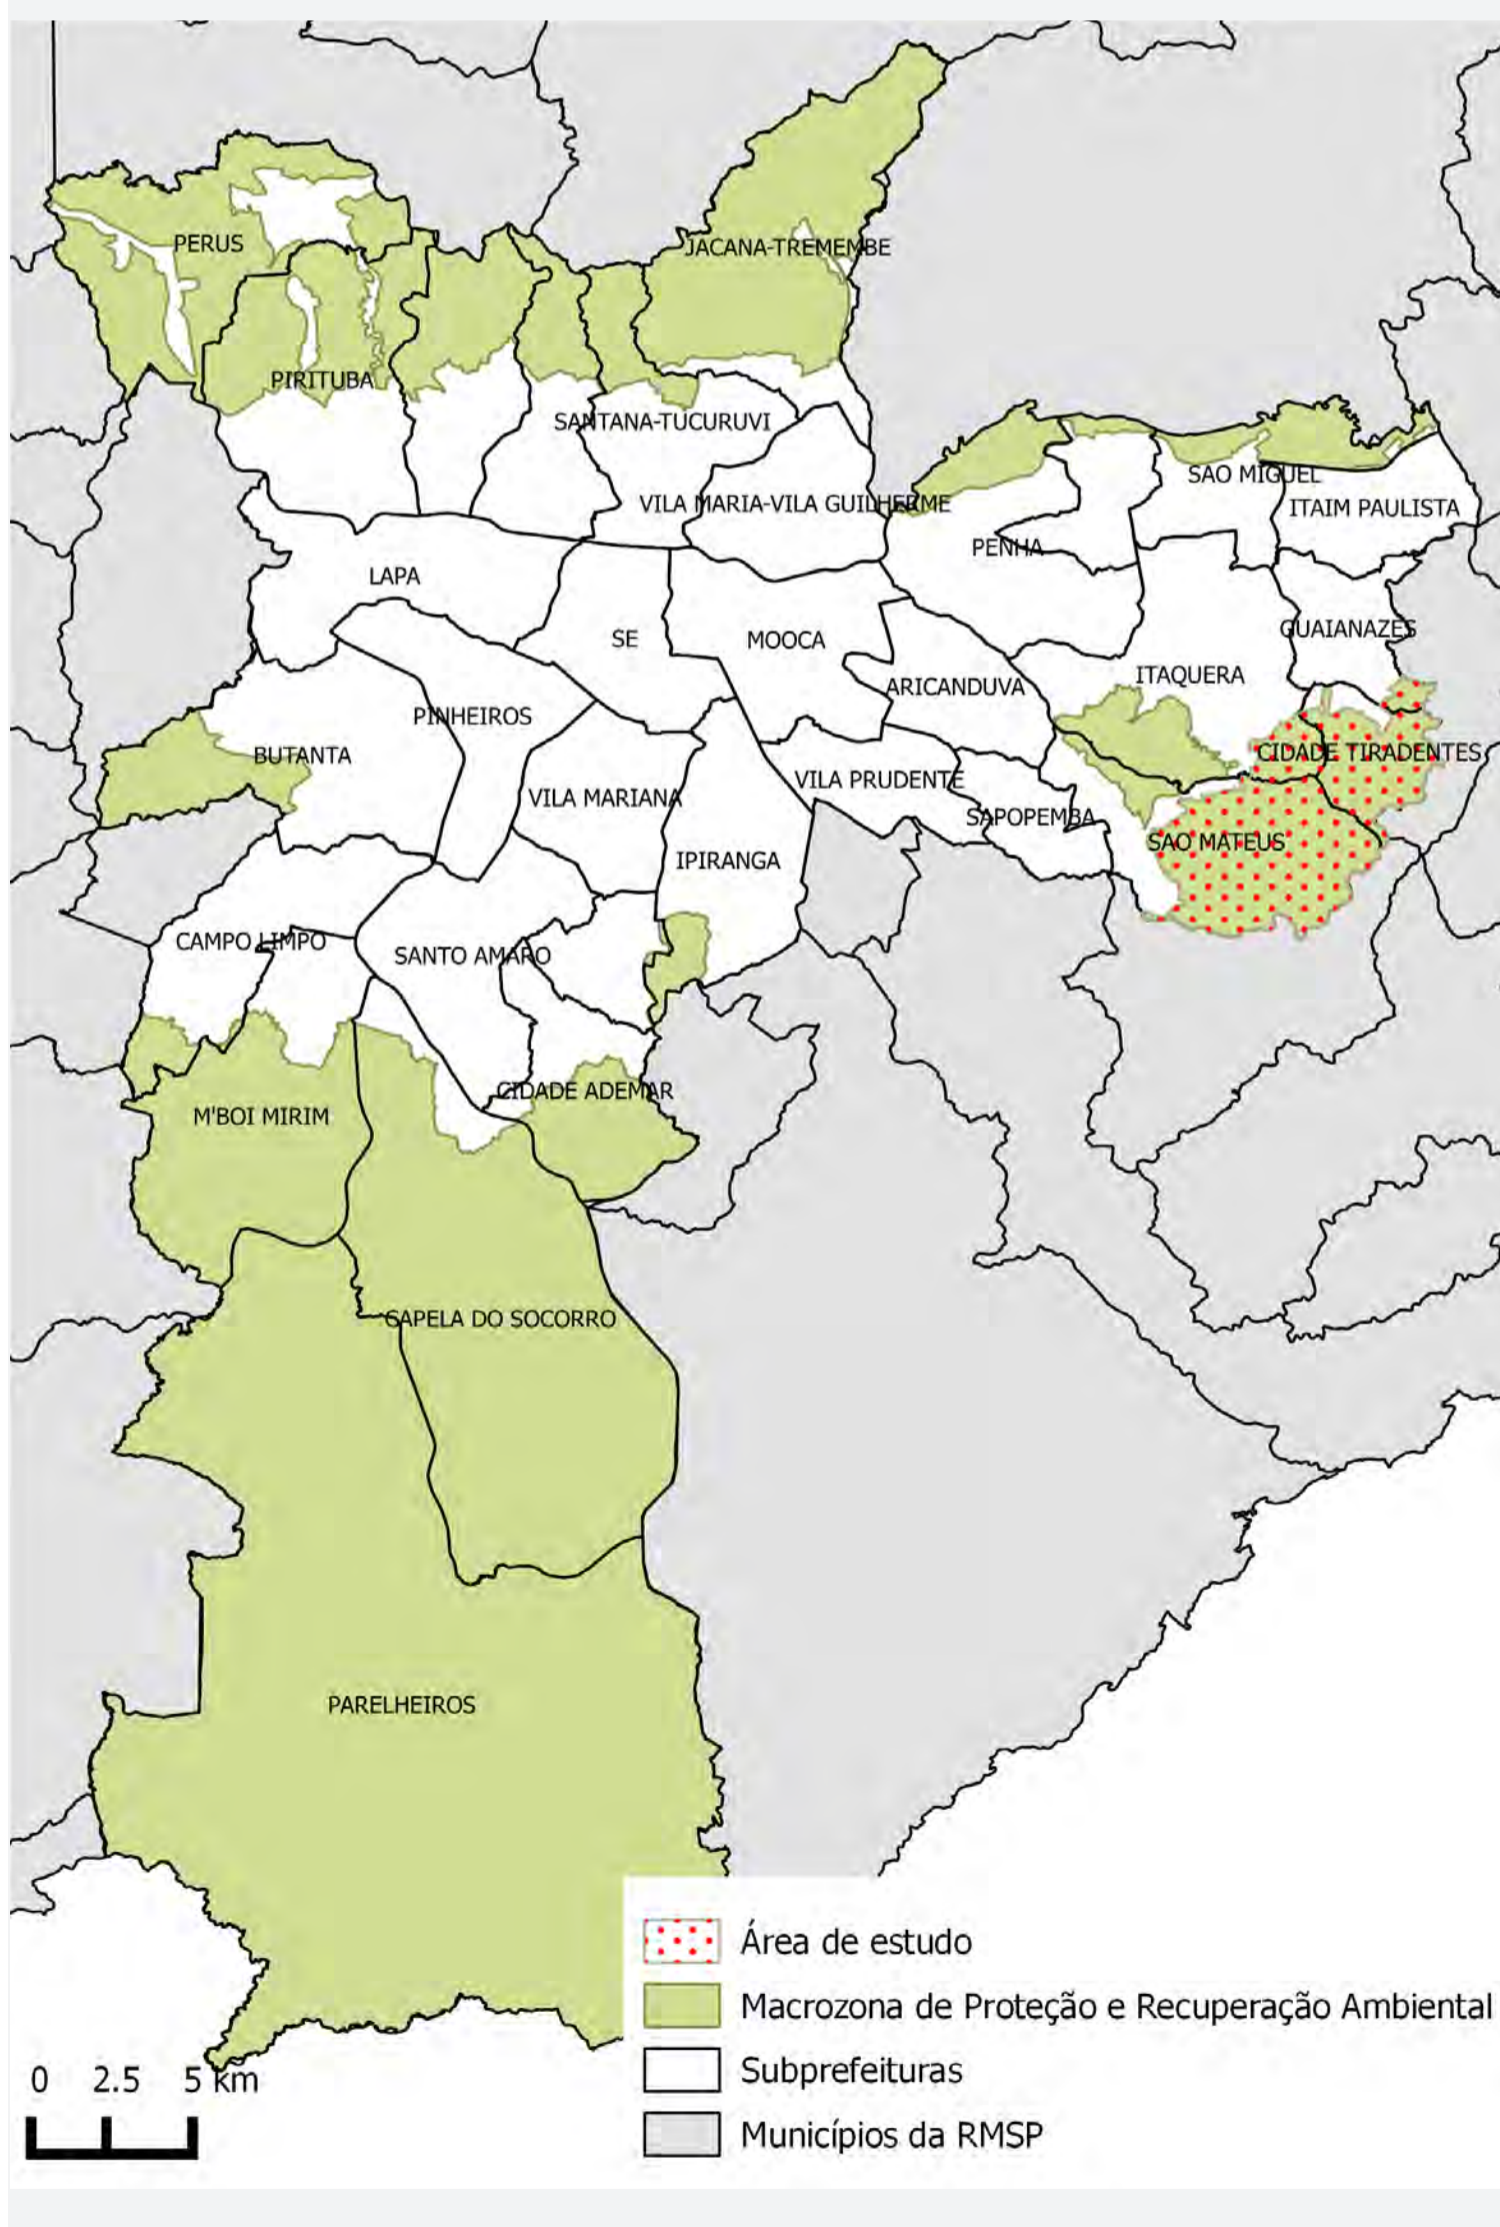 PERUS
JACANA-TREMEMBE
PIRITUBA
SANTANA-TUCURUVI
SAO MIGUEL
VILA MARIA-VILA GUILHERME
ITAIM PAULISTA
PENHA
LAPA
SE
MOOCA
GUAIANAZES
ITAQUERA
ARICANDUVA
PINHEIROS
BUTANTA
CIDADE TIRADENTES
VILA PRUDENTE
VILA MARIANA
SAPOPEMBA
SAO MATEUS
IPIRANGA
CAMPO LIMPO
SANTO AMARO
CIDADE ADEMAR
M'BOI MIRIM
CAPELA DO SOCORRO
PARELHEIROS
Área de estudo
Macrozona de Proteção e Recuperação Ambiental
Subprefeituras
Municípios da RMSP
0 2.5 5 km